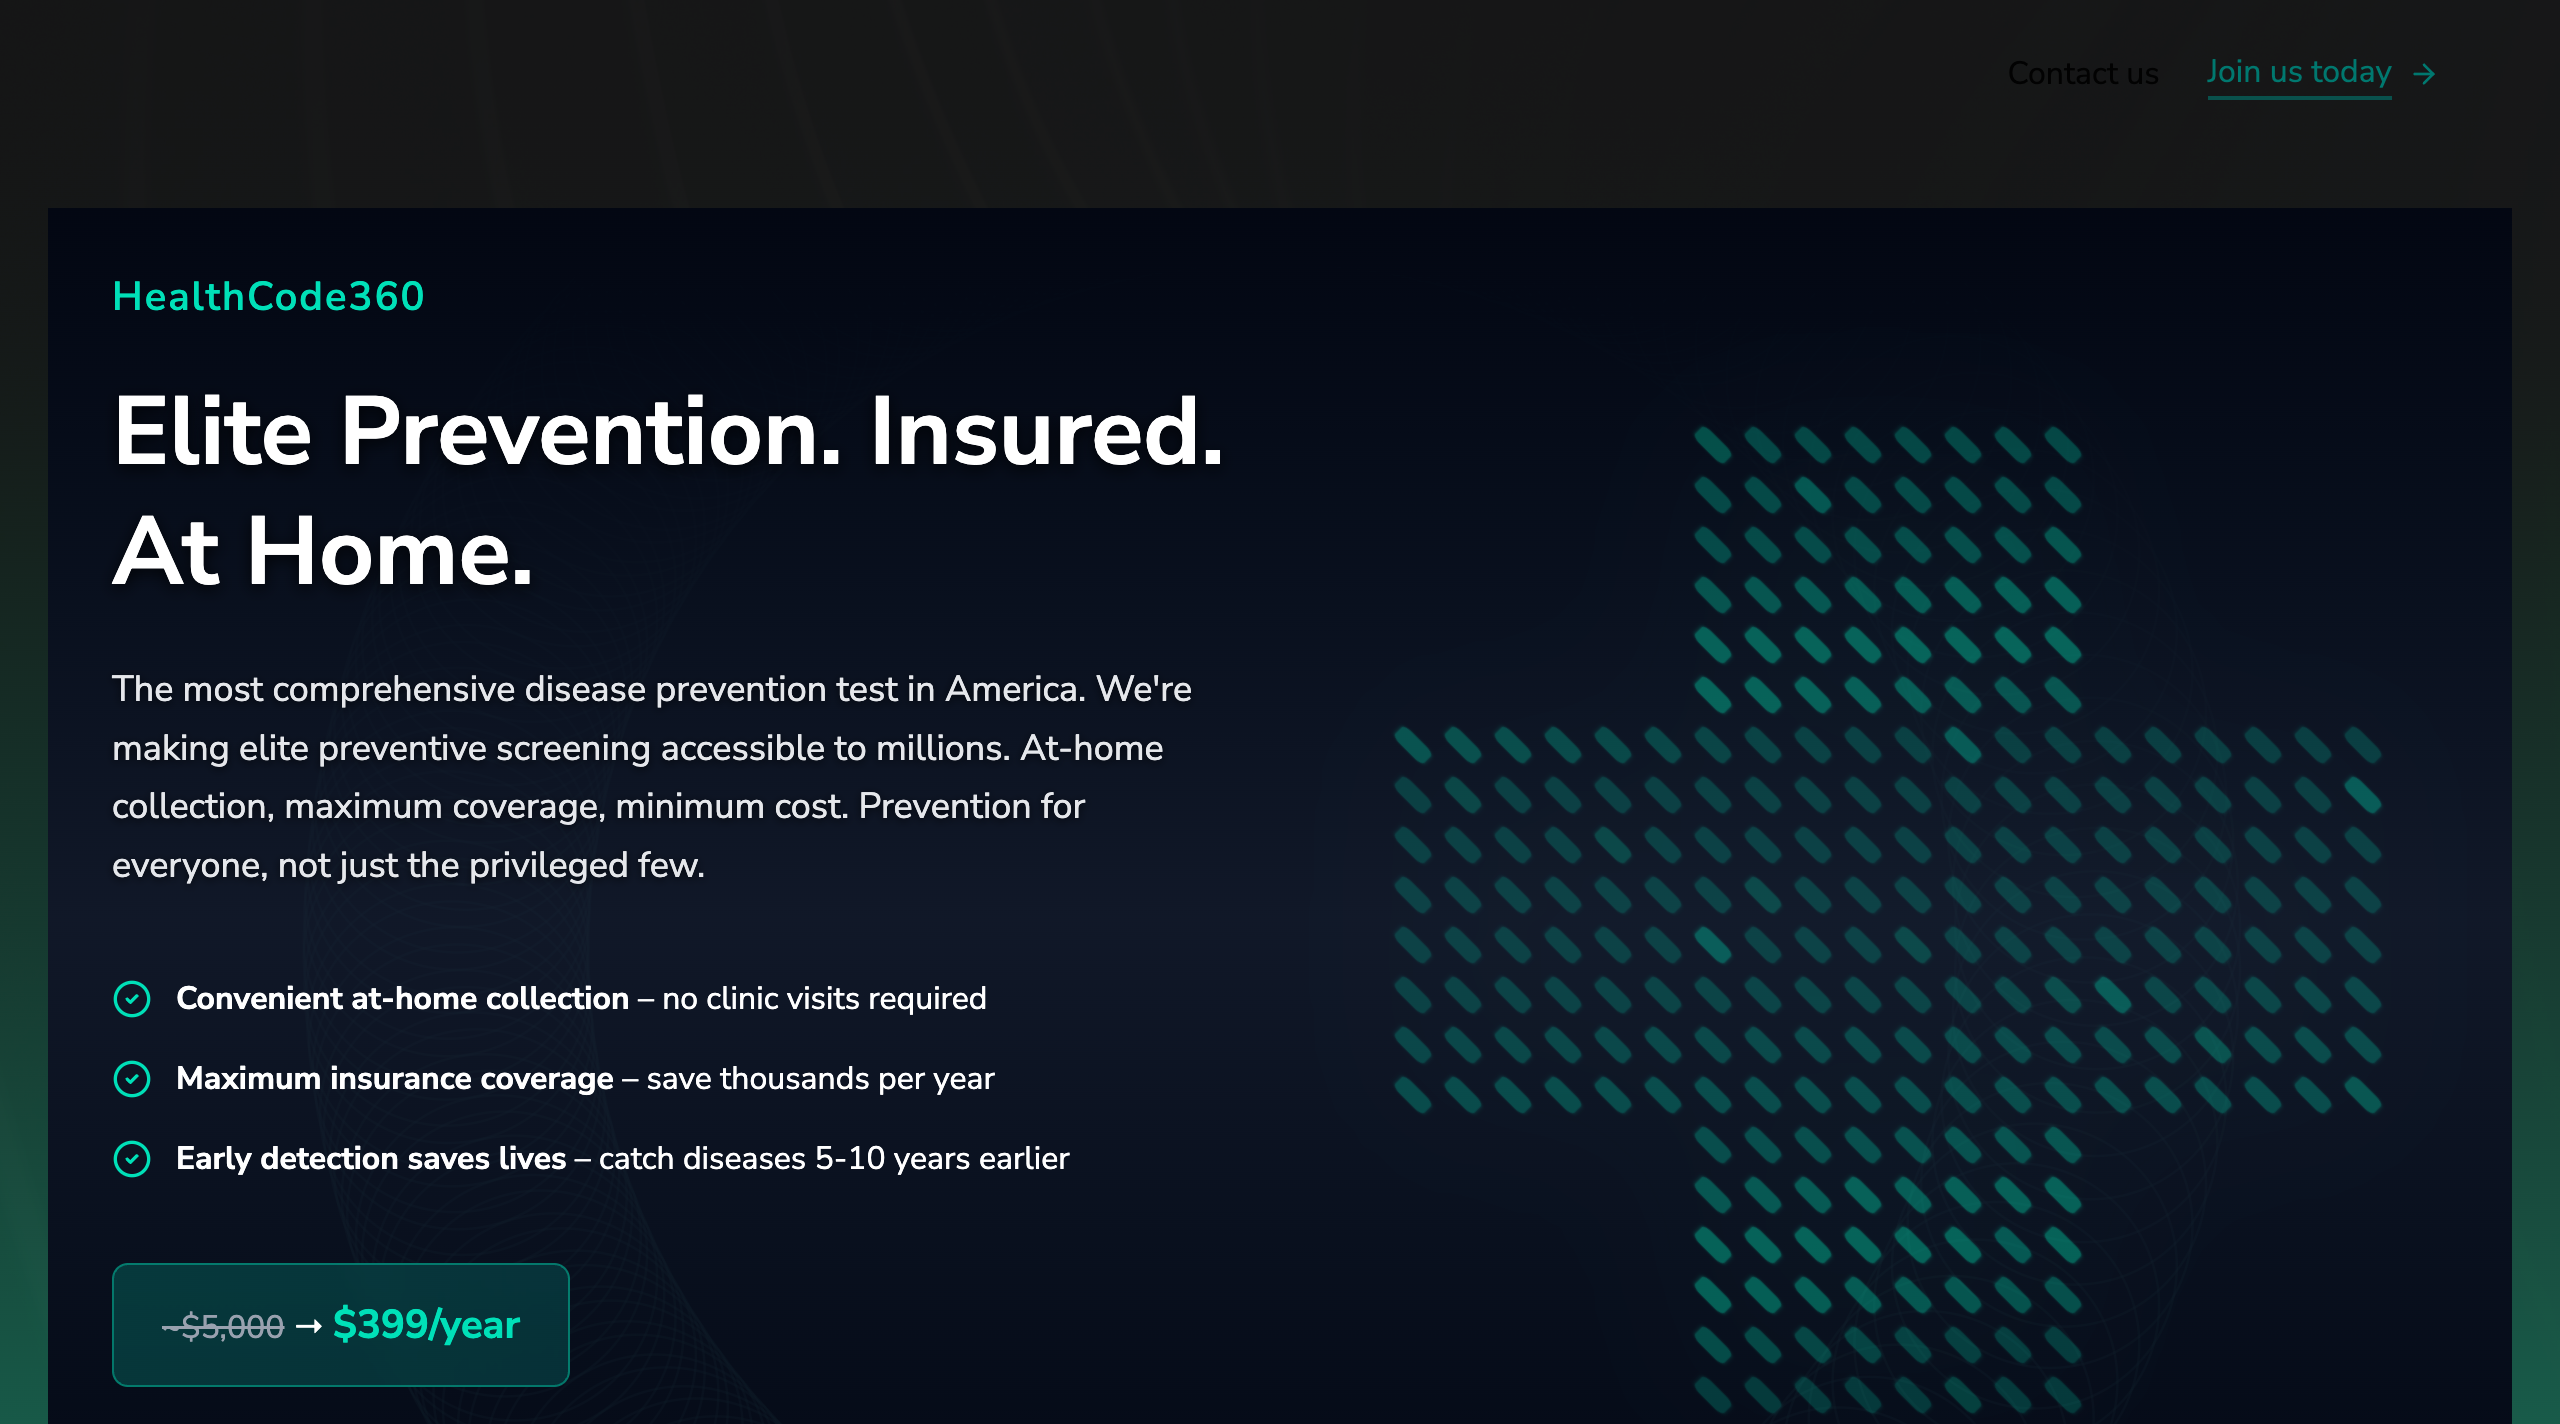 Contact us
Join us today →
HealthCode360
Elite Prevention. Insured.
At Home.
The most comprehensive disease prevention test in America. We're
making elite preventive screening accessible to millions. At-home
collection, maximum coverage, minimum cost. Prevention for
everyone, not just the privileged few.
Convenient at-home collection – no clinic visits required
Maximum insurance coverage – save thousands per year
Early detection saves lives – catch diseases 5-10 years earlier
~$5,000 → $399/year